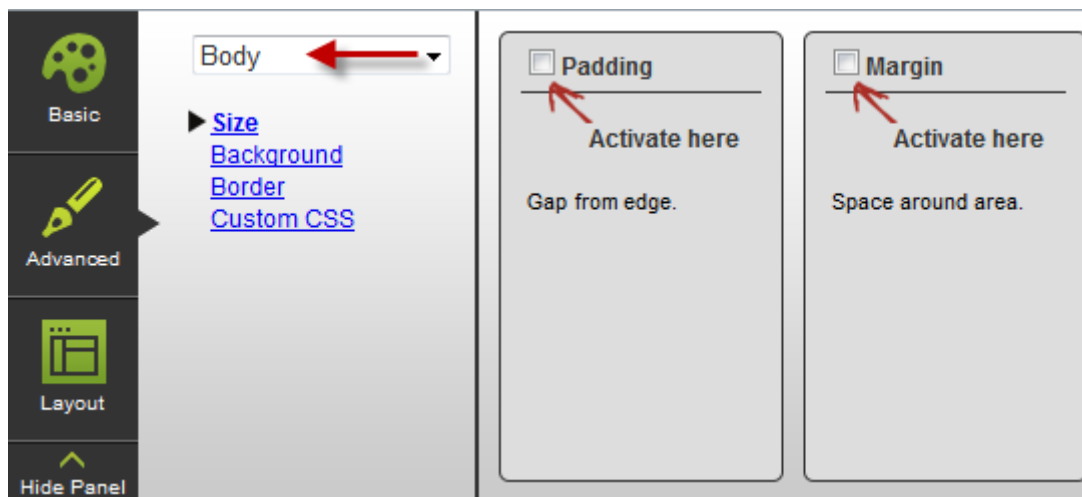 Basic
Advanced
Layout
Hide Panel
Body
Size
Background
Border
Custom CSS
Padding
Activate here
Gap from edge.
Margin
Activate here
Space around area.